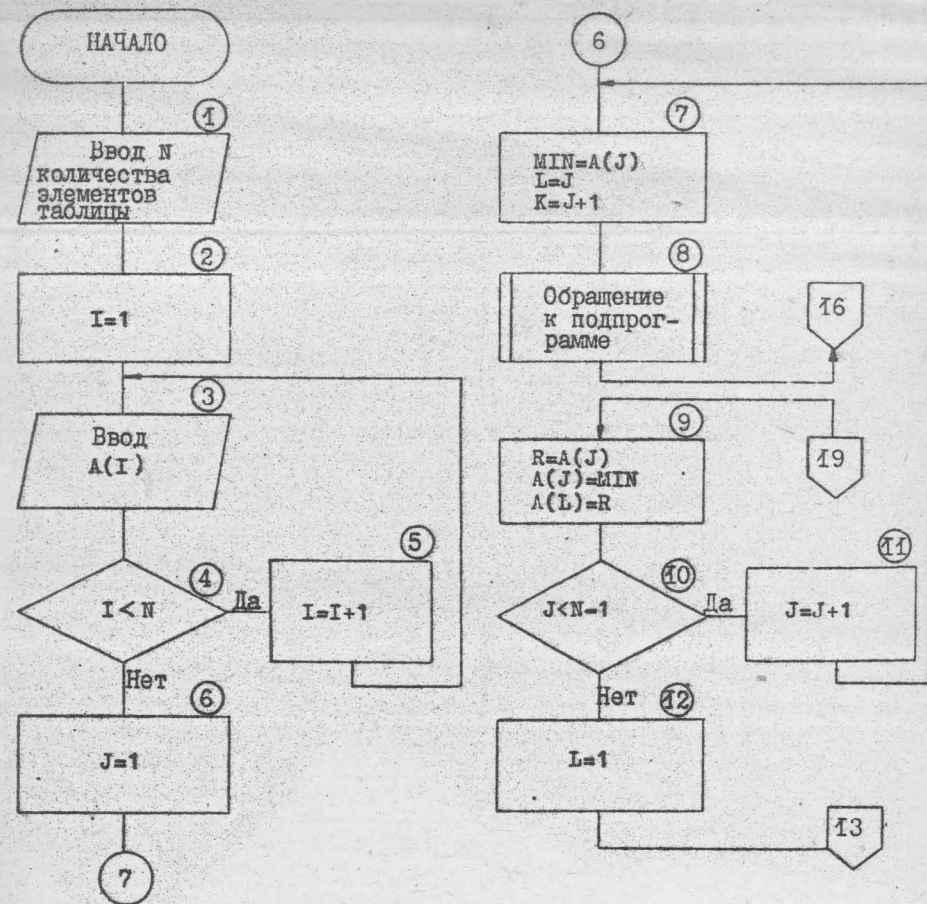 НАЧАЛО
1
Ввод N
количества
элементов
таблицы
2
I=1
3
Ввод
A(I)
4
I<N
Да
5
I=I+1
Нет
6
J=1
7
6
7
MIN=A(J)
L=J
K=J+1
8
Обращение
к подпрог-
рамме
16
9
R=A(J)
A(J)=MIN
A(L)=R
19
10
J<N-1
Да
11
J=J+1
Нет
12
L=1
13